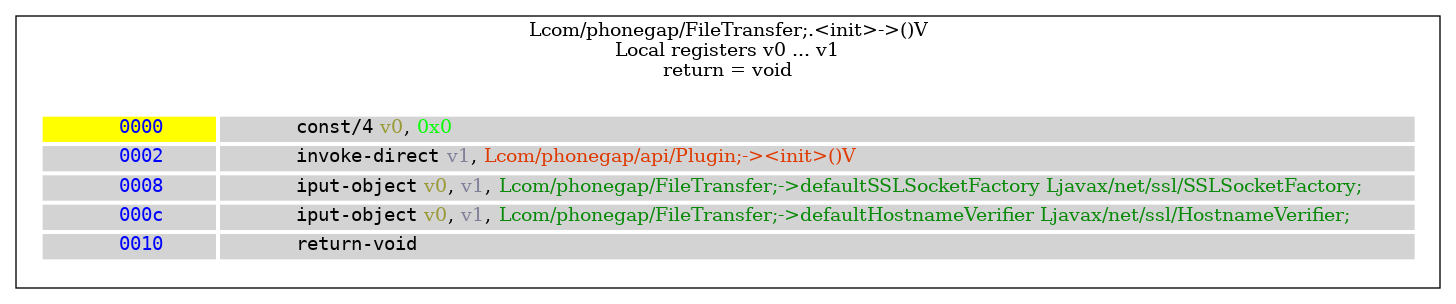 Lcom/phonegap/FileTransfer;.<init>->()V
Local registers v0 ... v1
return = void
0000 const/4 v0, 0x0
0002 invoke-direct v1, Lcom/phonegap/api/Plugin;-><init>()V
0008 iput-object v0, v1, Lcom/phonegap/FileTransfer;->defaultSSLSocketFactory Ljavax/net/ssl/SSLSocketFactory;
000c iput-object v0, v1, Lcom/phonegap/FileTransfer;->defaultHostnameVerifier Ljavax/net/ssl/HostnameVerifier;
0010 return-void